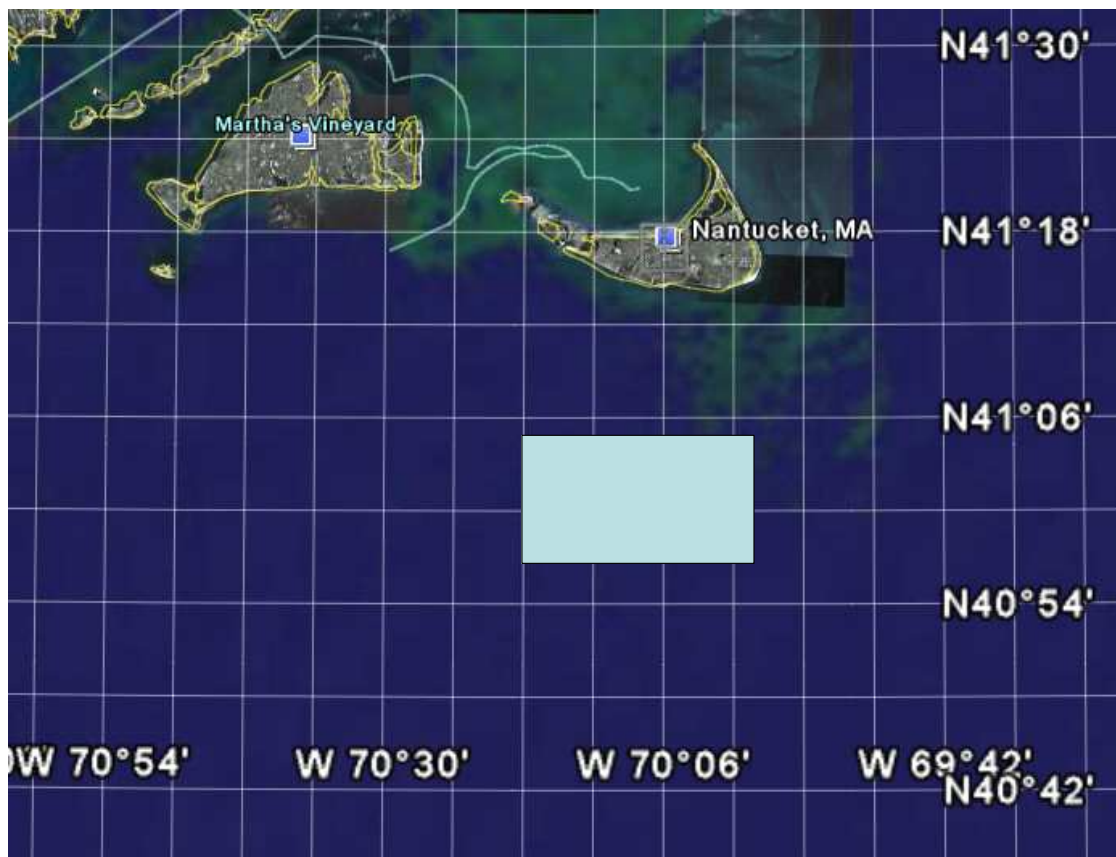 N41°30'
Martha's Vineyard
Nantucket, MA
N41°18'
N41°06'
N40°54'
W 70°54'
W 70°30'
W 70°06'
W 69°42'
N40°42'